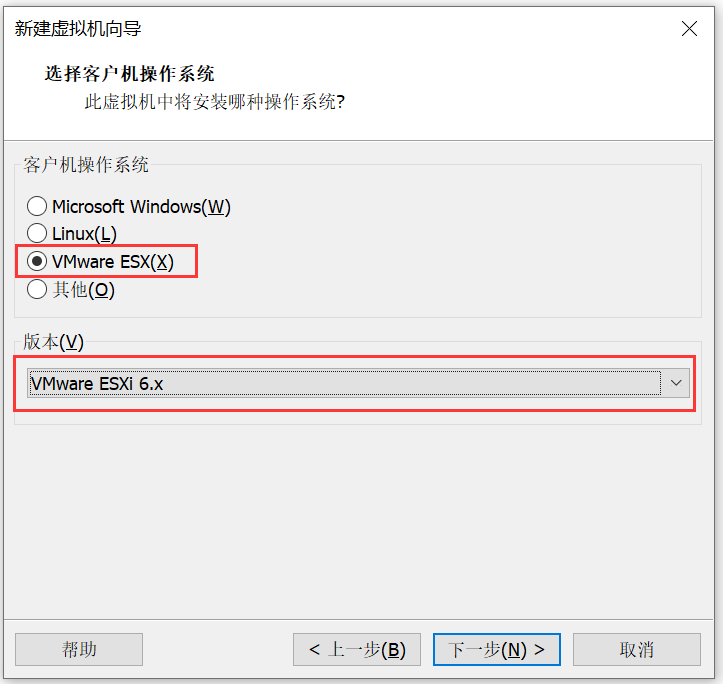 新建虚拟机向导
选择客户机操作系统
此虚拟机中将安装哪种操作系统?
客户机操作系统
Microsoft Windows(W)
Linux(L)
VMware ESX(X)
其他(O)
版本(V)
VMware ESXi 6.x
帮助
< 上一步(B)
下一步(N) >
取消